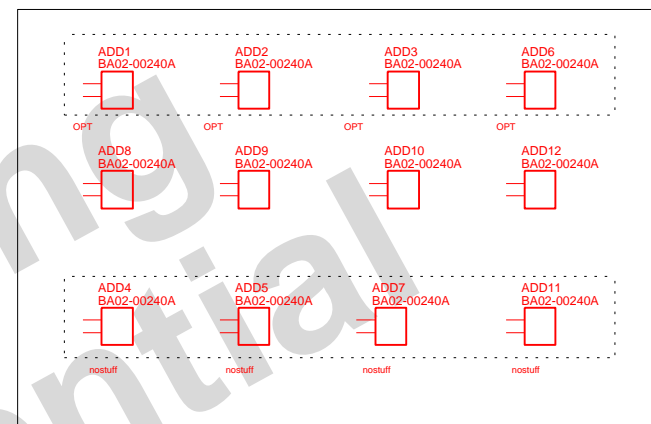 ADD1 ADD2 ADD3 ADD6
BA02-00240A BA02-00240A BA02-00240A BA02-00240A
OPT OPT OPT OPT
ADD8 ADD9 ADD10 ADD12
BA02-00240A BA02-00240A BA02-00240A BA02-00240A
ADD4 ADD5 ADD7 ADD11
BA02-00240A BA02-00240A BA02-00240A BA02-00240A
nostuff nostuff nostuff nostuff
ng
ential